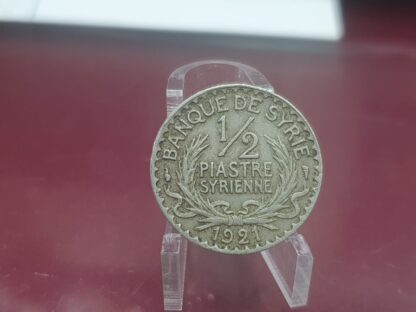 BANQUE DE SYRIE
1/2
PIASTRE
SYRIENNE
1921